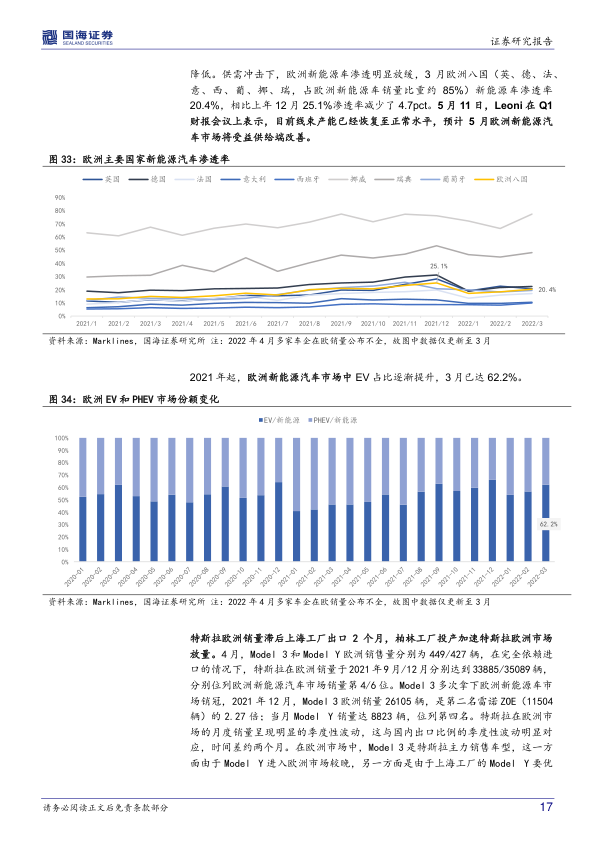 国海证券
SEALAND SECURITIES
证券研究报告
降低。供需冲击下，欧洲新能源车渗透明显放缓，3 月欧洲八国（英、德、法、
意、西、葡、挪、瑞，占欧洲新能源车销量比重约 85%）新能源车渗透率
20.4%，相比上年 12 月 25.1%渗透率减少了 4.7pct。5 月 11 日，Leoni 在 Q1
财报会议上表示，目前线束产能已经恢复至正常水平，预计 5 月欧洲新能源汽
车市场将受益供给端改善。
图 33：欧洲主要国家新能源汽车渗透率
英国 德国 法国 意大利 西班牙 挪威 瑞典 葡萄牙 欧洲八国
90%
80%
70%
60%
50%
40%
30%
20%
10%
0%
25.1%
20.4%
2021/1 2021/2 2021/3 2021/4 2021/5 2021/6 2021/7 2021/8 2021/9 2021/10 2021/11 2021/12 2022/1 2022/2 2022/3
资料来源：Marklines，国海证券研究所 注：2022 年 4 月多家车企在欧销量公布不全，故图中数据仅更新至 3 月
2021 年起，欧洲新能源汽车市场中 EV 占比逐渐提升，3 月已达 62.2%。
图 34：欧洲 EV 和 PHEV 市场份额变化
EV/新能源 PHEV/新能源
100%
90%
80%
70%
60%
50%
40%
30%
20%
10%
0%
62.2%
2020-01 2020-02 2020-03 2020-04 2020-05 2020-06 2020-07 2020-08 2020-09 2020-10 2020-11 2020-12 2021-01 2021-02 2021-03 2021-04 2021-05 2021-06 2021-07 2021-08 2021-09 2021-10 2021-11 2021-12 2022-01 2022-02 2022-03
资料来源：Marklines，国海证券研究所 注：2022 年 4 月多家车企在欧销量公布不全，故图中数据仅更新至 3 月
特斯拉欧洲销量滞后上海工厂出口 2 个月，柏林工厂投产加速特斯拉欧洲市场
放量。4 月，Model 3 和 Model Y 欧洲销售量分别为 449/427 辆，在完全依赖进
口的情况下，特斯拉在欧洲销量于 2021 年 9 月/12 月分别达到 33885/35089 辆，
分别位列欧洲新能源汽车市场销量第 4/6 位。Model 3 多次拿下欧洲新能源车市
场销冠，2021 年 12 月，Model 3 欧洲销量 26105 辆，是第二名雷诺 ZOE（11504
辆）的 2.27 倍；当月 Model Y 销量达 8823 辆，位列第四名。特斯拉在欧洲市
场的月度销量呈现明显的季度性波动，这与国内出口比例的季度性波动明显对
应，时间差约两个月。在欧洲市场中，Model 3 是特斯拉主力销售车型，这一方
面由于 Model Y 进入欧洲市场较晚，另一方面是由于上海工厂的 Model Y 要优
请务必阅读正文后免责条款部分
17